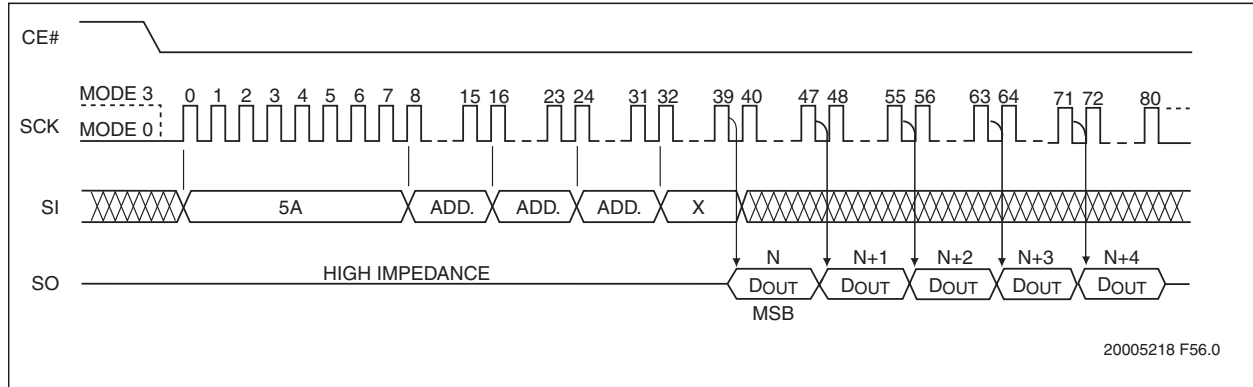 CE#
MODE 3
0 1 2 3 4 5 6 7 8 15 16 23 24 31 32 39 40 47 48 55 56 63 64 71 72 80
SCK
MODE 0
SI
5A ADD. ADD. ADD. X
N N+1 N+2 N+3 N+4
HIGH IMPEDANCE
SO
DOUT DOUT DOUT DOUT DOUT
MSB
20005218 F56.0